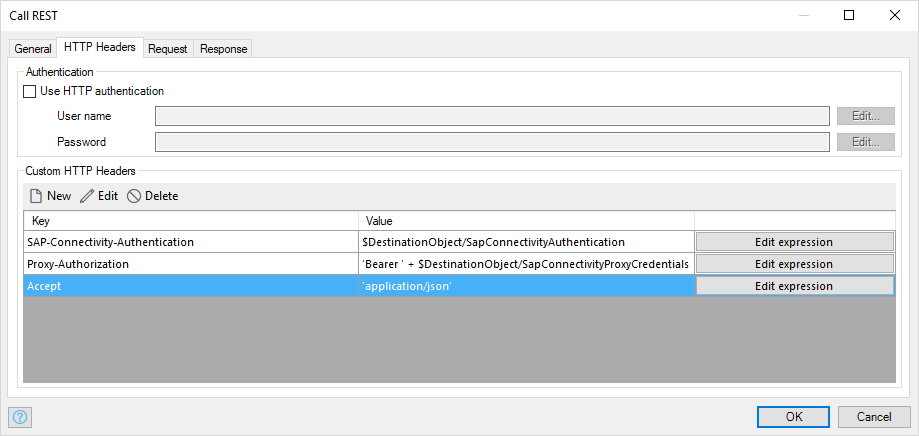 Call REST
General HTTP Headers Request Response
Authentication
Use HTTP authentication
User name Edit...
Password Edit...
Custom HTTP Headers
New Edit Delete
Key Value
SAP-Connectivity-Authentication $DestinationObject/SapConnectivityAuthentication Edit expression
Proxy-Authorization 'Bearer ' + $DestinationObject/SapConnectivityProxyCredentials Edit expression
Accept 'application/json' Edit expression
? OK Cancel